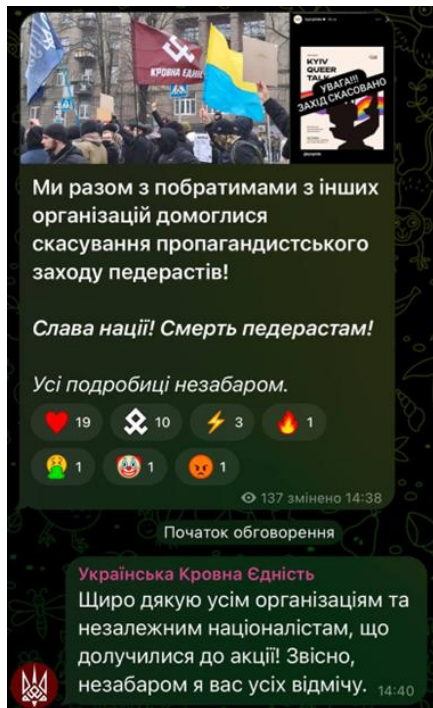 КРОВНА ЄДНІС
KYIV
QUEER
TALK
УВАГА!!!
ЗАХІД СКАСОВАНО
Ми разом з побратимами з інших
організацій домоглися
скасування пропагандистського
заходу педерастів!
Слава нації! Смерть педерастам!
Усі подробиці незабаром.
19
10
3
1
1
1
1
137 змінено 14:38
Початок обговорення
Українська Кровна Єдність
Щиро дякую усім організаціям та
незалежним націоналістам, що
долучилися до акції! Звісно,
незабаром я вас усіх відмічу. 14:40